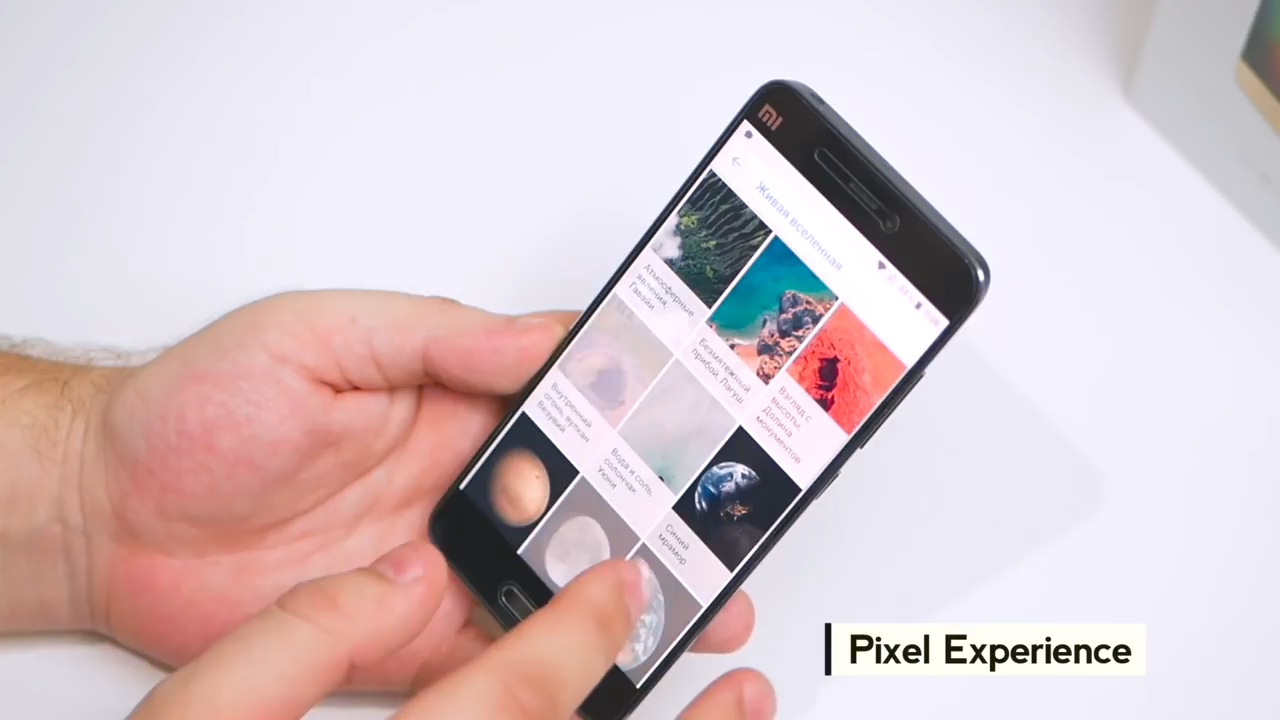 MI
Живая вселенная
Атмосферные
явления,
Гавайи
Безмятежный
прибой, Лагуш
Взгляд с
высоты,
Долина
монументов
Внутренний
огонь, вулкан
Везувий
Вода и соль,
солончак
Уюни
Синий
мрамор
Pixel Experience